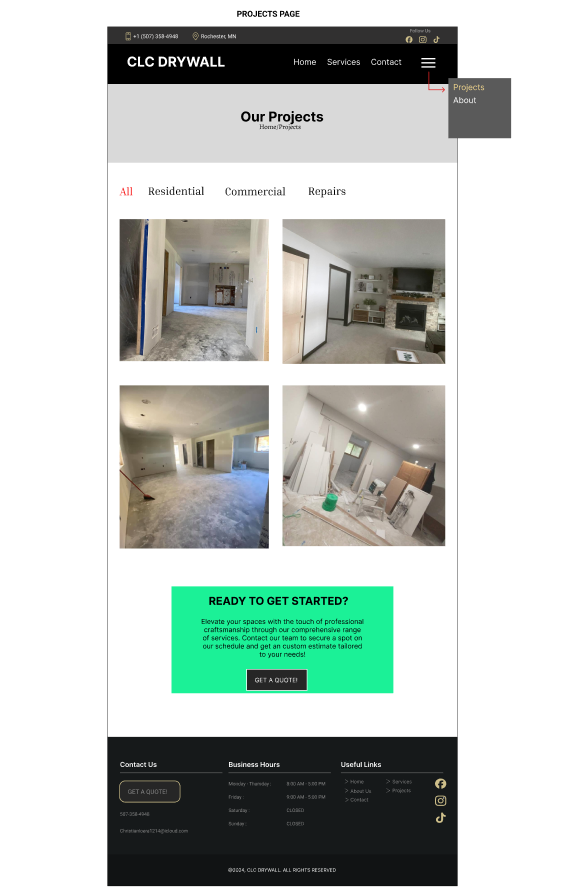 PROJECTS PAGE
+1 (507) 358-4948
Rochester, MN
Follow Us
CLC DRYWALL
Home Services Contact
Projects
About
Our Projects
Home/Projects
All Residential Commercial Repairs
READY TO GET STARTED?
Elevate your spaces with the touch of professional
craftsmanship through our comprehensive range
of services. Contact our team to secure a spot on
our schedule and get an custom estimate tailored
to your needs!
GET A QUOTE!
Contact Us
GET A QUOTE!
507-358-4948
Business Hours
Monday - Thursday : 8:00 AM - 5:00 PM
Friday : 9:00 AM - 5:00 PM
Saturday : CLOSED
Sunday : CLOSED
Useful Links
> Home > Services
> About Us > Projects
> Contact
©2024, CLC DRYWALL. ALL RIGHTS RESERVED